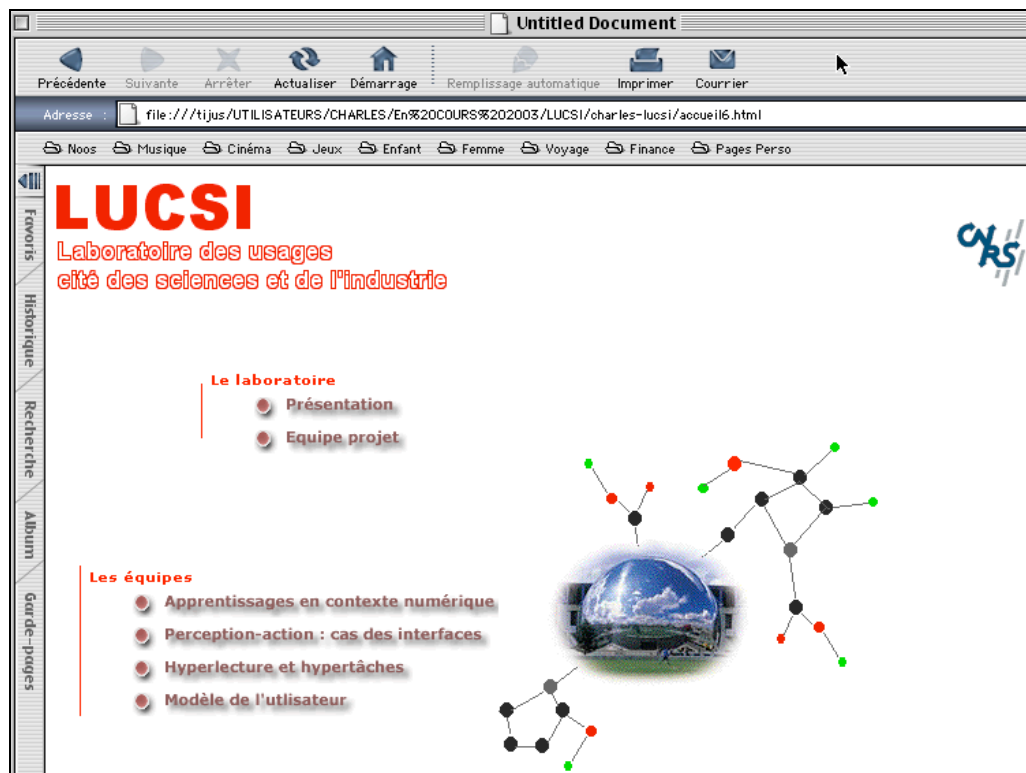 Untitled Document
Précédente Suivante Arrêter Actualiser Démarrage Remplissage automatique Imprimer Courrier
Adresse : file:///tijus/UTILISATEURS/CHARLES/En%20COURS%202003/LUCSI/charles-lucsi/accueil6.html
Noos Musique Cinéma Jeux Enfant Femme Voyage Finance Pages Perso
Favoris
Historique
Recherche
Album
Garde-pages
LUCSI
Laboratoire des usages
cité des sciences et de l'industrie
CNRS
Le laboratoire
Présentation
Equipe projet
Les équipes
Apprentissages en contexte numérique
Perception-action : cas des interfaces
Hyperlecture et hypertâches
Modèle de l'utlisateur